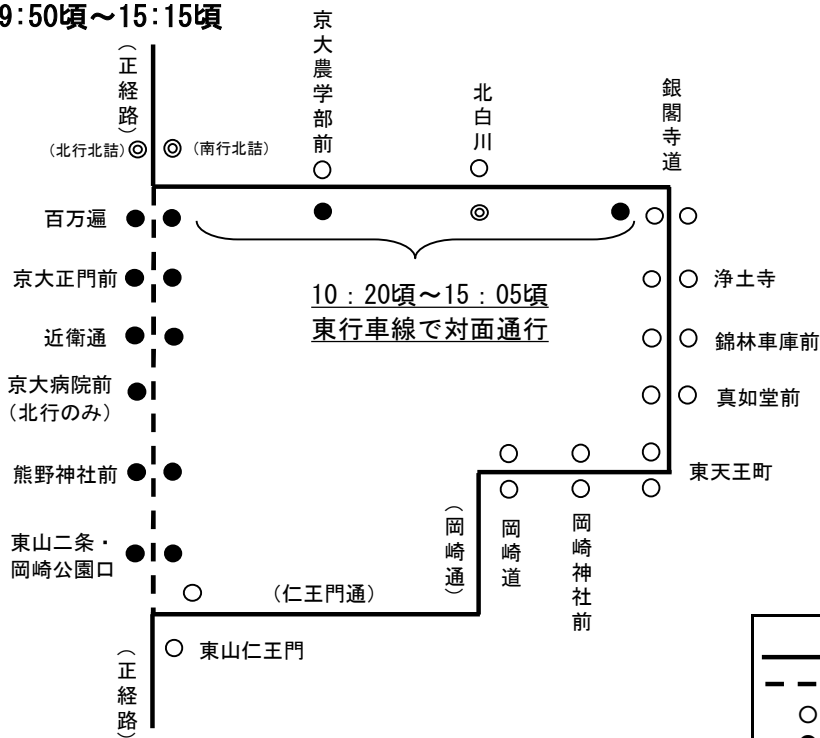 9:50頃～15:15頃
（正経路）
京大農学部前
北白川
銀閣寺道
（北行北詰）
（南行北詰）
百万遍
京大正門前
10：20頃～15：05頃
東行車線で対面通行
浄土寺
近衛通
錦林車庫前
京大病院前
（北行のみ）
真如堂前
熊野神社前
東天王町
（岡崎通）
岡崎道
岡崎神社前
東山二条・
岡崎公園口
（仁王門通）
東山仁王門
（正経路）